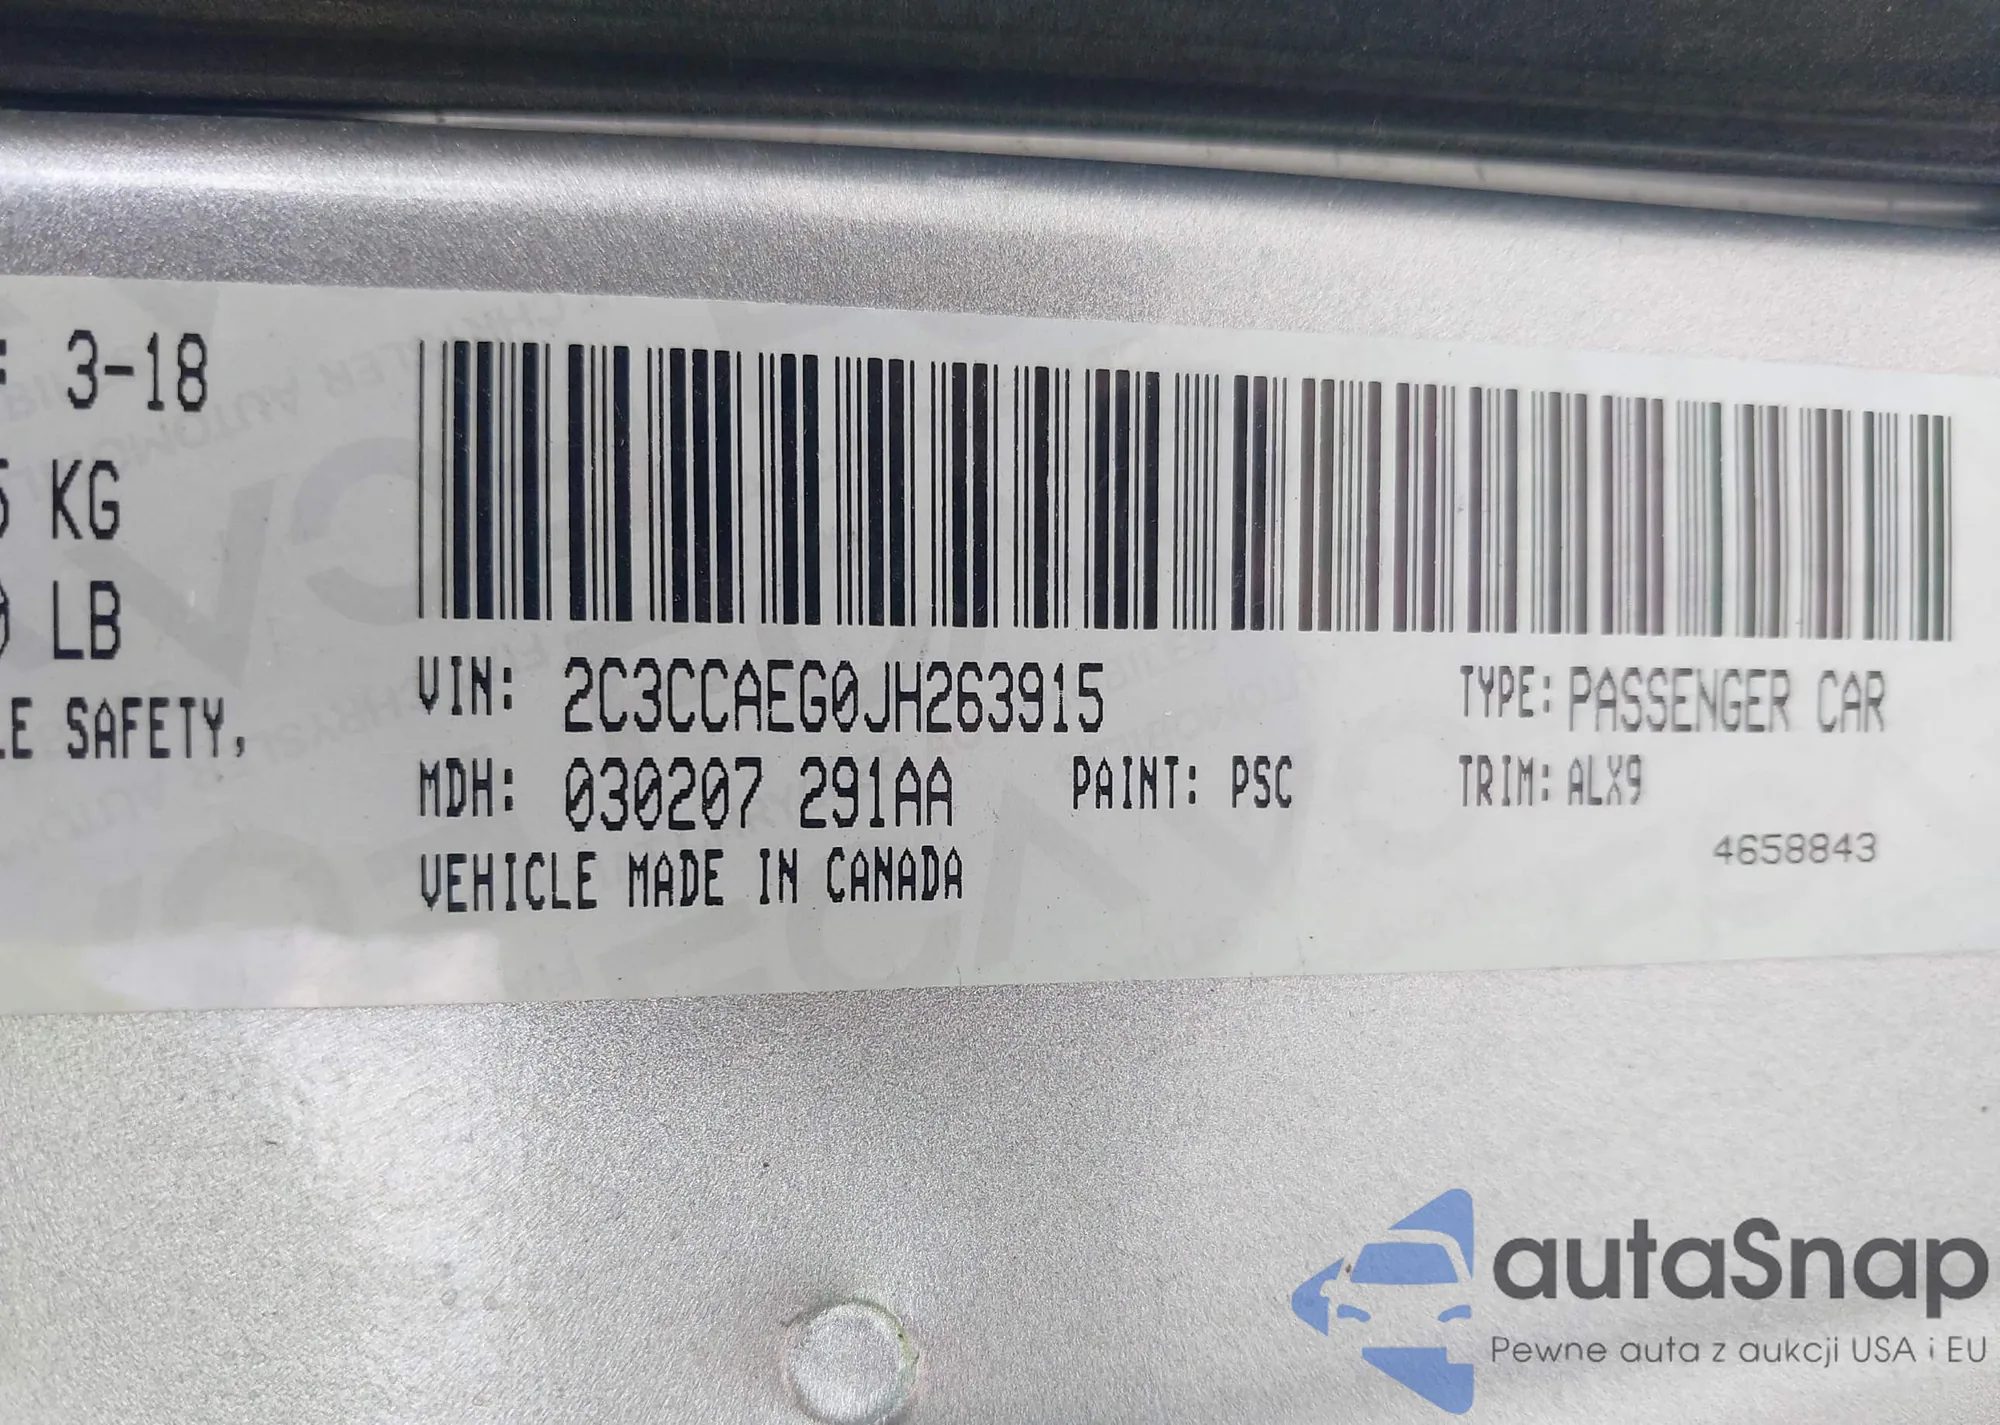 : 3-18
KG
LB
SAFETY,
VIN: 2C3CCAEG0JH263915
TYPE: PASSENGER CAR
MDH: 030207 291AA
PAINT: PSC
TRIM: ALX9
4658843
VEHICLE MADE IN CANADA
autaSnap
Pewne auta z aukcji USA i EU